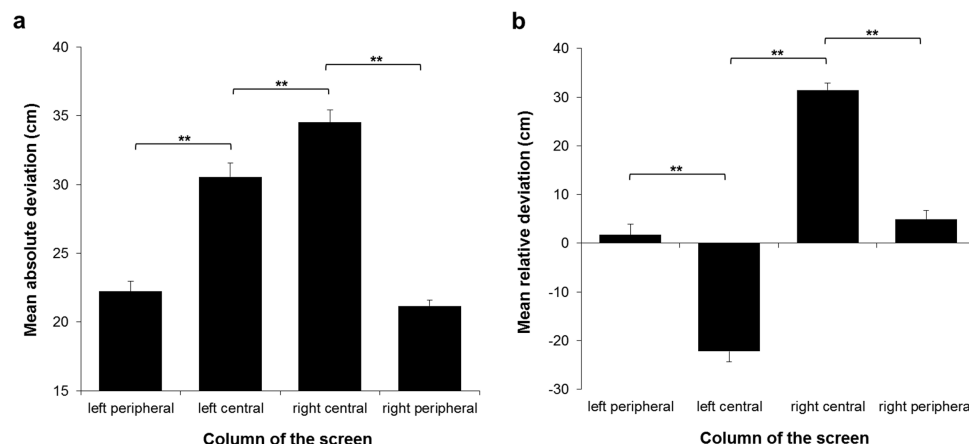 a
Mean absolute deviation (cm)
40
35
30
25
20
15
**
**
**
left peripheral
left central
right central
right peripheral
Column of the screen
b
Mean relative deviation (cm)
40
30
20
10
0
-10
-20
-30
**
**
**
left peripheral
left central
right central
right peripheral
Column of the screen